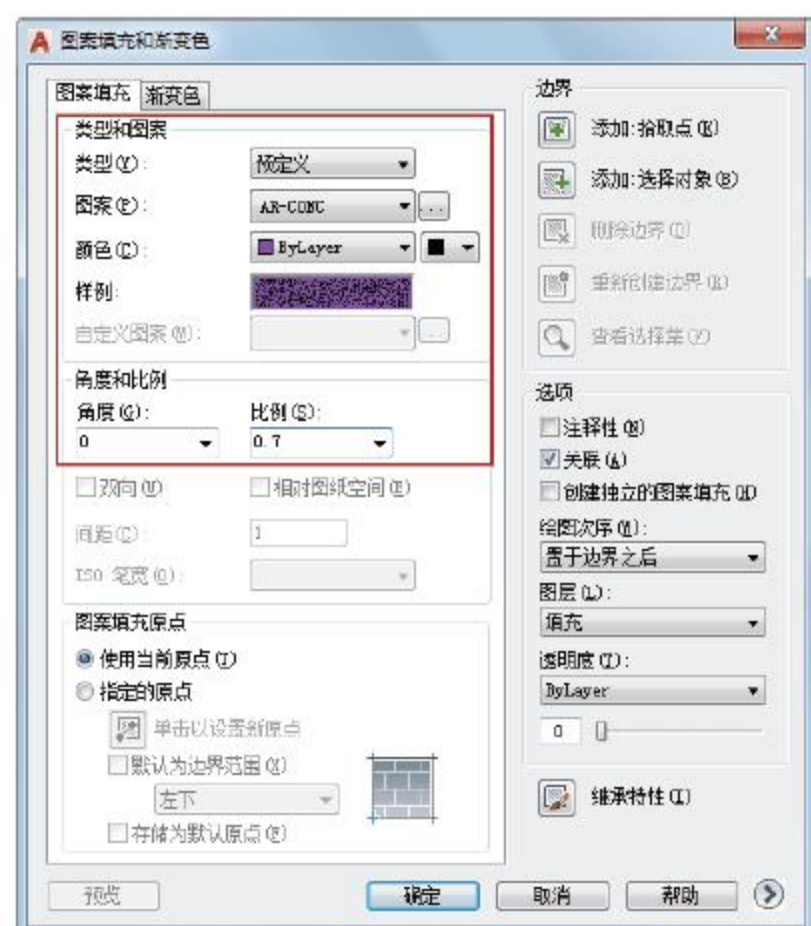 图案填充和渐变色
图案填充 渐变色
类型和图案
类型(Y):
预定义
图案(P):
AR-CONC
...
颜色(C):
ByLayer
样例:
自定义图案(M):
...
角度和比例
角度(G):
比例(S):
0
0.7
双向(U)
相对图纸空间(E)
间距(C):
1
ISO 笔宽(O):
图案填充原点
使用当前原点(T)
指定的原点
单击以设置新原点
默认为边界范围(X)
左下
存储为默认原点(F)
预览
边界
添加:拾取点(K)
添加:选择对象(B)
删除边界(D)
重新创建边界(R)
查看选择集(V)
选项
注释性(N)
关联(A)
创建独立的图案填充(H)
绘图次序(W):
置于边界之后
图层(L):
填充
透明度(T):
ByLayer
0
继承特性(I)
确定
取消
帮助